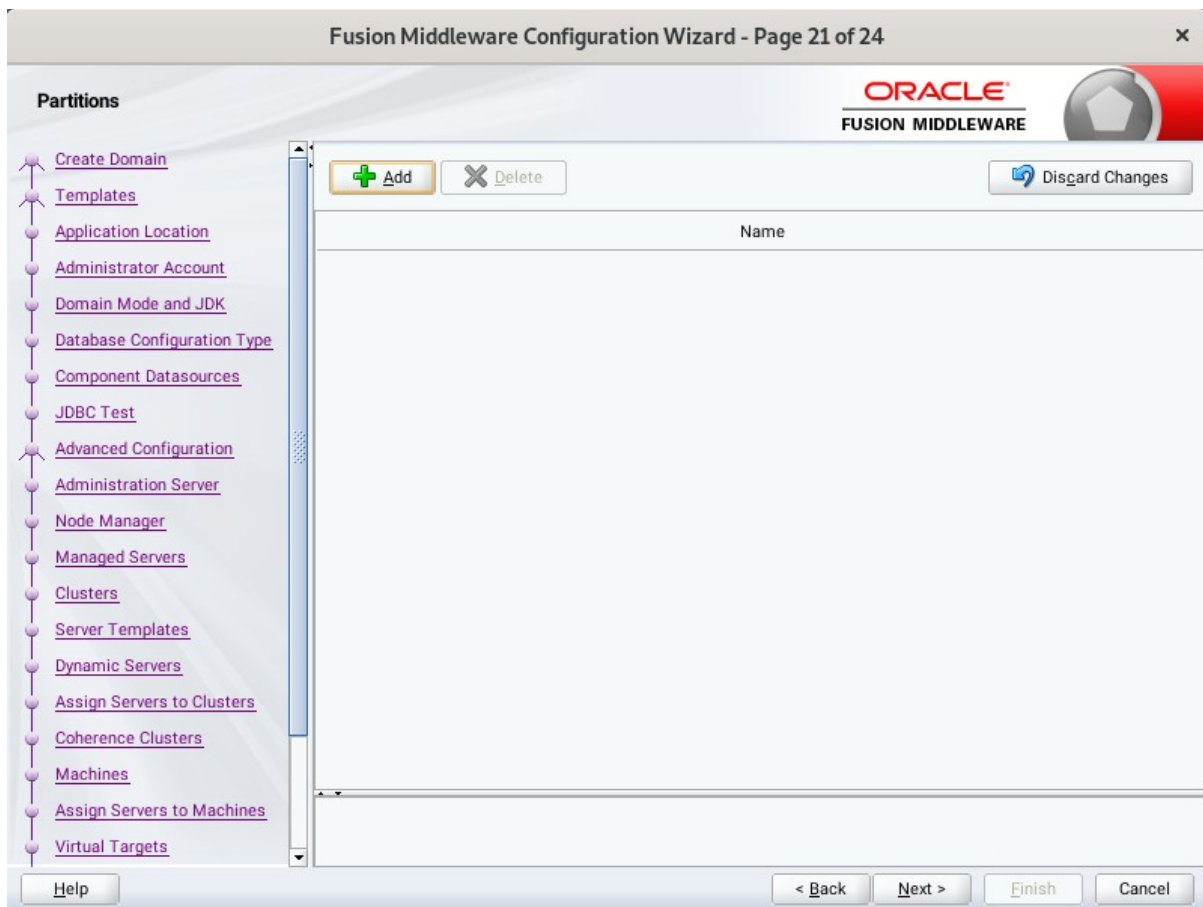 Fusion Middleware Configuration Wizard - Page 21 of 24
Partitions
ORACLE
FUSION MIDDLEWARE
Create Domain
Templates
Application Location
Administrator Account
Domain Mode and JDK
Database Configuration Type
Component Datasources
JDBC Test
Advanced Configuration
Administration Server
Node Manager
Managed Servers
Clusters
Server Templates
Dynamic Servers
Assign Servers to Clusters
Coherence Clusters
Machines
Assign Servers to Machines
Virtual Targets
Add Delete Discard Changes
Name
Help < Back Next > Finish Cancel